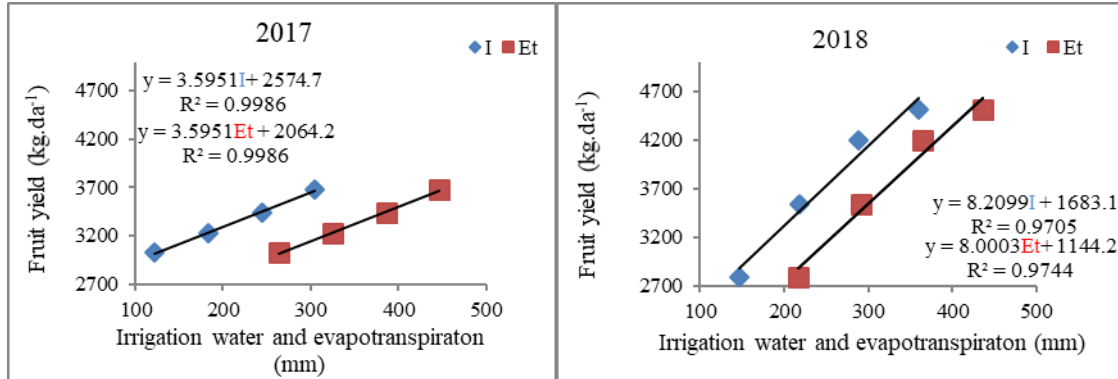 2017
I Et
y = 3.5951I+ 2574.7
R² = 0.9986
y = 3.5951Et + 2064.2
R² = 0.9986
Fruit yield (kg.da⁻¹)
4700
4200
3700
3200
2700
100 200 300 400 500
Irrigation water and evapotranspiraton
(mm)
2018
I Et
Fruit yield (kg.da⁻¹)
4700
4200
3700
3200
2700
y = 8.2099I + 1683.1
R² = 0.9705
y = 8.0003Et+1144.2
R² = 0.9744
100 200 300 400 500
Irrigation water and evapotranspiraton (mm)